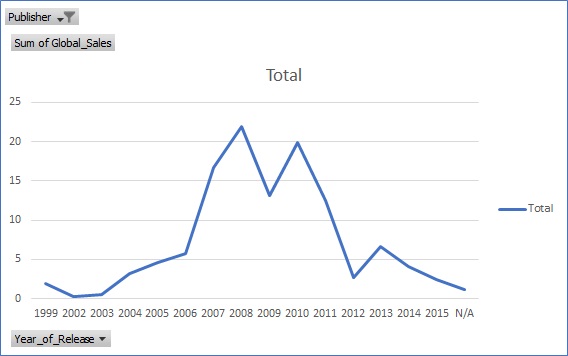 Publisher
Sum of Global_Sales
Total
25
20
15
10
5
0
Total
1999 2002 2003 2004 2005 2006 2007 2008 2009 2010 2011 2012 2013 2014 2015 N/A
Year_of_Release